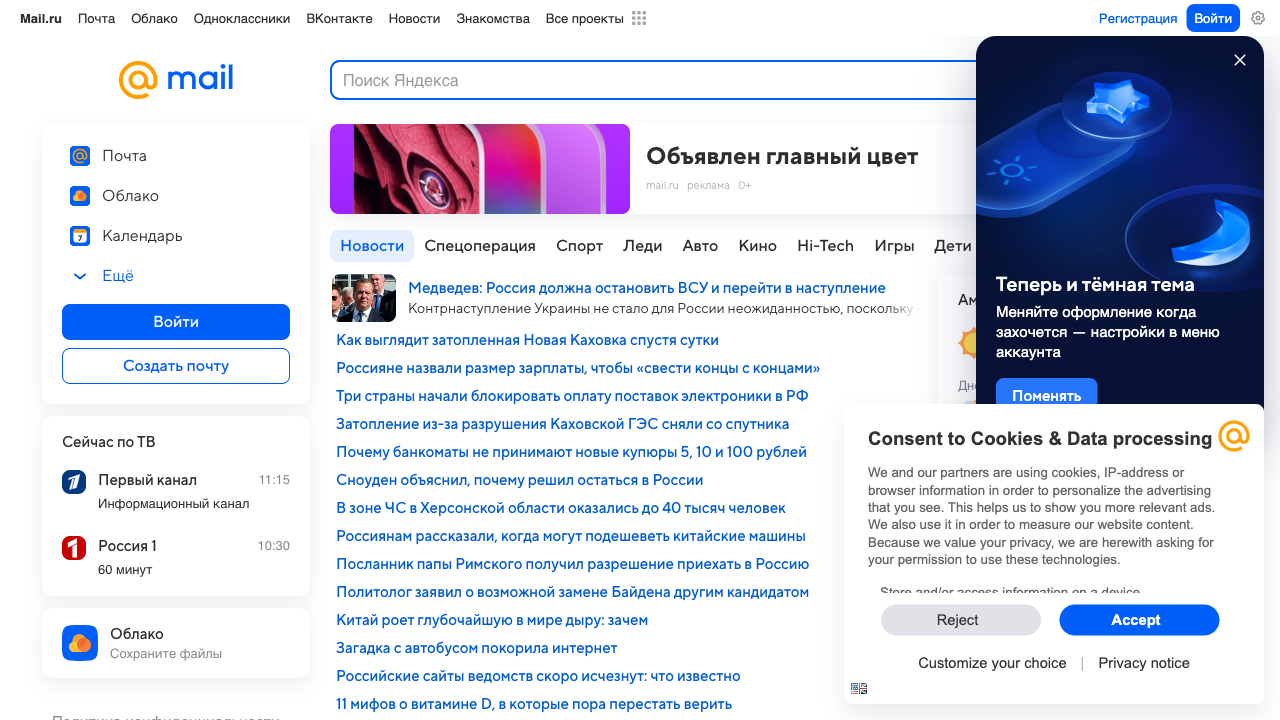 Mail.ru Почта Облако Одноклассники ВКонтакте Новости Знакомства Все проекты Регистрация Войти
mail
Поиск Яндекса
Почта
Облако
7
Календарь
Ещё
Войти
Создать почту
Сейчас по ТВ
Первый канал 11:15
Информационный канал
Россия 1 10:30
60 минут
Облако
Сохраните файлы
Политика конфиденциальности
Объявлен главный цвет
mail.ru реклама 0+
Новости Спецоперация Спорт Леди Авто Кино Hi-Tech Игры Дети
Медведев: Россия должна остановить ВСУ и перейти в наступление
Контрнаступление Украины не стало для России неожиданностью, поскольку
Как выглядит затопленная Новая Каховка спустя сутки
Россияне назвали размер зарплаты, чтобы «свести концы с концами»
Три страны начали блокировать оплату поставок электроники в РФ
Затопление из-за разрушения Каховской ГЭС сняли со спутника
Почему банкоматы не принимают новые купюры 5, 10 и 100 рублей
Сноуден объяснил, почему решил остаться в России
В зоне ЧС в Херсонской области оказались до 40 тысяч человек
Россиянам рассказали, когда могут подешеветь китайские машины
Посланник папы Римского получил разрешение приехать в Россию
Политолог заявил о возможной замене Байдена другим кандидатом
Китай роет глубочайшую в мире дыру: зачем
Загадка с автобусом покорила интернет
Российские сайты ведомств скоро исчезнут: что известно
11 мифов о витамине D, в которые пора перестать верить
Теперь и тёмная тема
Меняйте оформление когда
захочется — настройки в меню
аккаунта
Поменять
Consent to Cookies & Data processing
We and our partners are using cookies, IP-address or
browser information in order to personalize the advertising
that you see. This helps us to show you more relevant ads.
We also use it in order to measure our website content.
Because we value your privacy, we are herewith asking for
your permission to use these technologies.
Store and/or access information on a device
Reject Accept
Customize your choice | Privacy notice